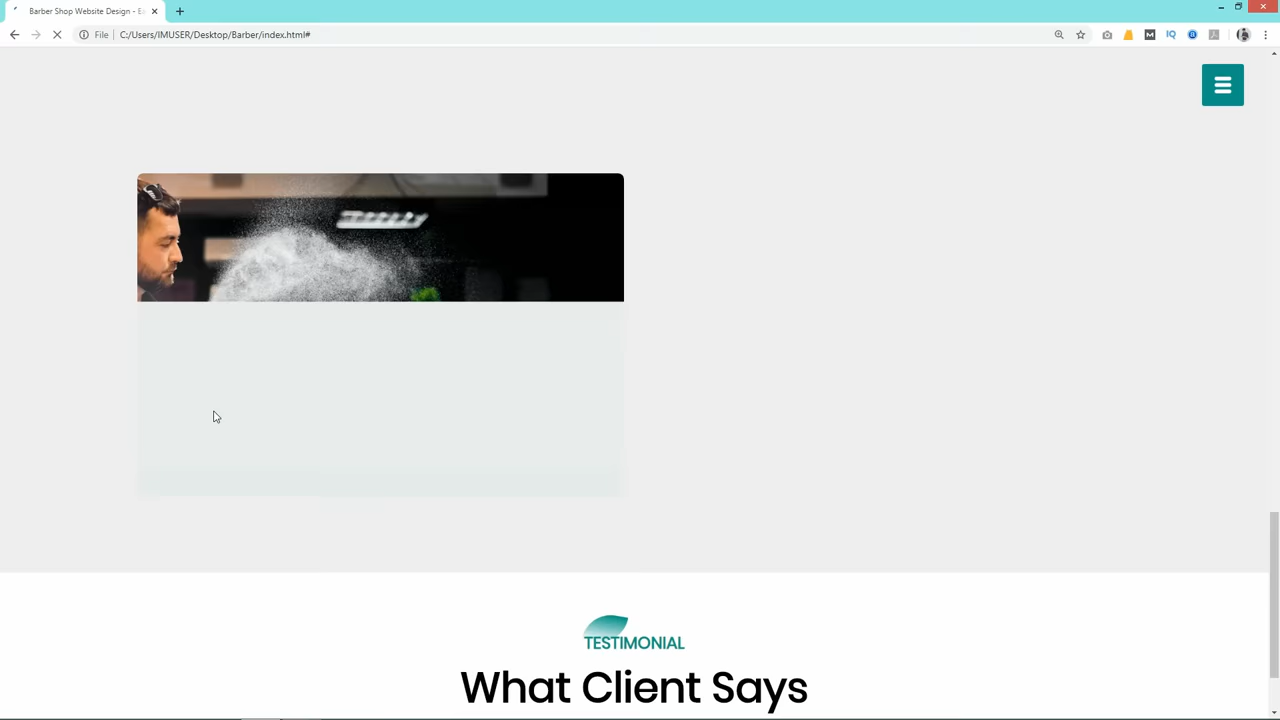 Barber Shop Website Design - E
File
C:/Users/IMUSER/Desktop/Barber/index.html#
TESTIMONIAL
What Client Says